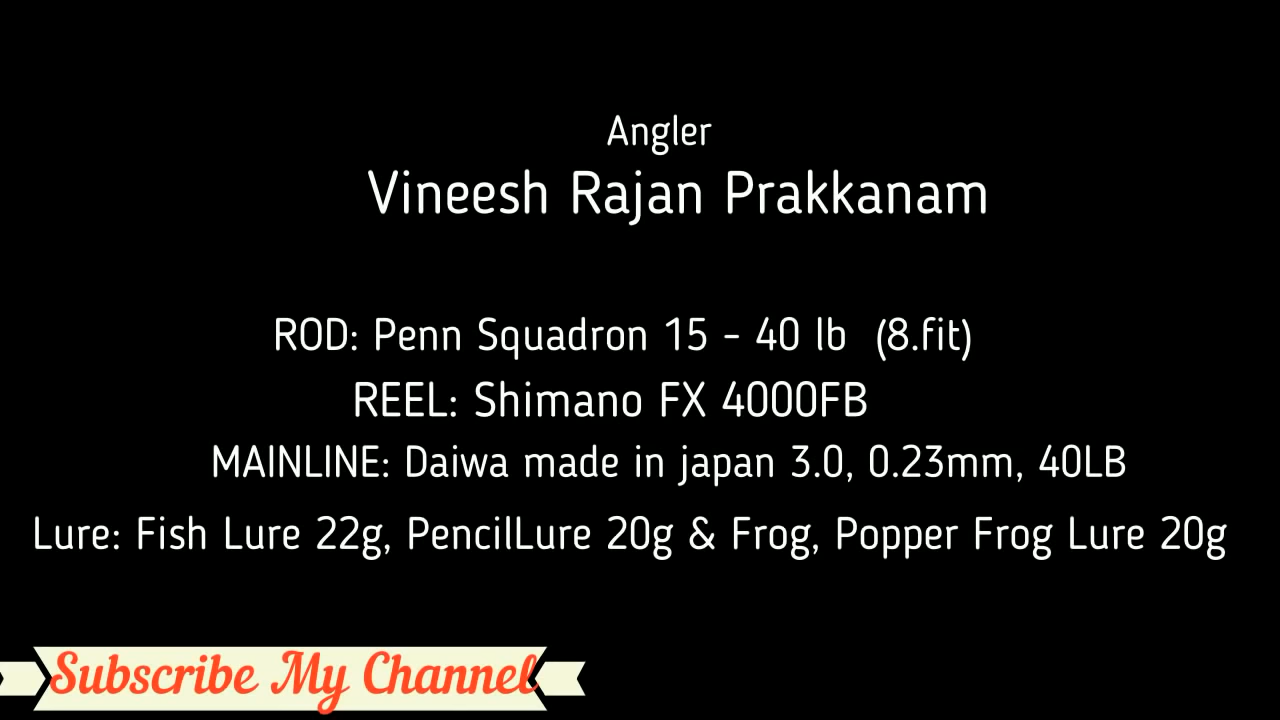 Angler
Vineesh Rajan Prakkanam
ROD: Penn Squadron 15 - 40 lb (8.fit)
REEL: Shimano FX 4000FB
MAINLINE: Daiwa made in japan 3.0, 0.23mm, 40LB
Lure: Fish Lure 22g, PencilLure 20g & Frog, Popper Frog Lure 20g
Subscribe My Channel